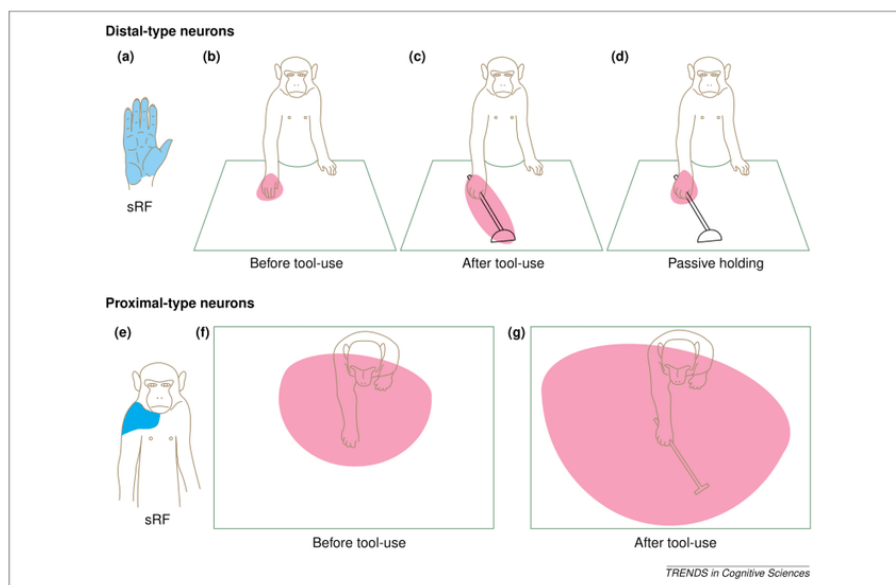 Distal-type neurons
(a) (b) (c) (d)
sRF
Before tool-use After tool-use Passive holding
Proximal-type neurons
(e) (f) (g)
sRF
Before tool-use After tool-use
TRENDS in Cognitive Sciences